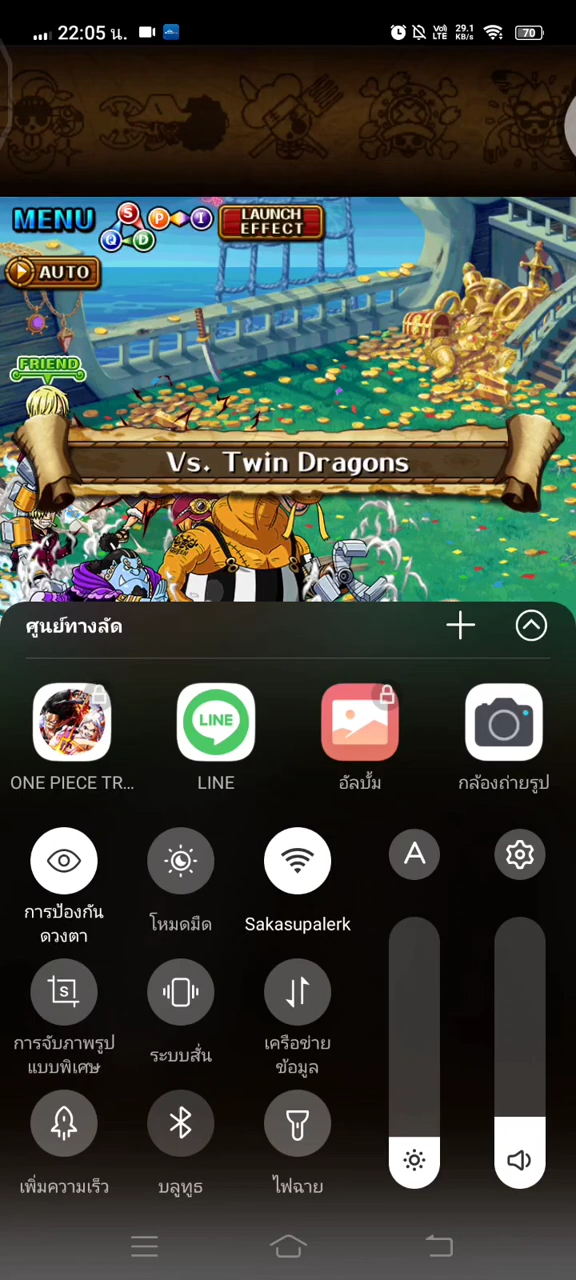 22:05 น.
Vo)) LTE
29.1 KB/s
70
MENU
S P I
Q D
LAUNCH
EFFECT
AUTO
FRIEND
Vs. Twin Dragons
ศูนย์ทางลัด
ONE PIECE TR...
LINE
LINE
อัลบั้ม
กล้องถ่ายรูป
A
การป้องกัน
ดวงตา
โหมดมืด
Sakasupalerk
S
การจับภาพรูป
แบบพิเศษ
ระบบสั่น
เครือข่าย
ข้อมูล
เพิ่มความเร็ว
บลูทูธ
ไฟฉาย